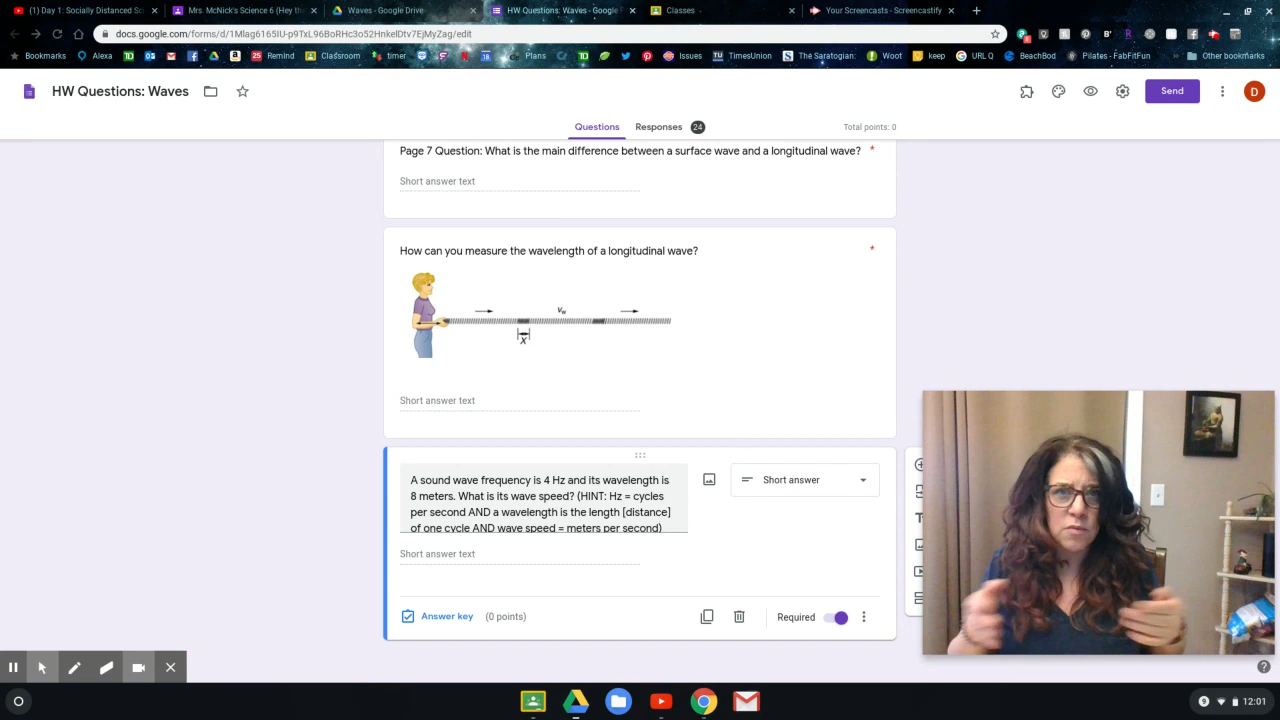 (1) Day 1: Socially Distanced Sc
Mrs. McNick's Science 6 (Hey th
Waves - Google Drive
HW Questions: Waves - Google F
Classes
Your Screencasts - Screencastify
docs.google.com/forms/d/1Mlag6165IU-p9TxL96BoRHc3o52HnkelDtv7EjMyZag/edit
Bookmarks
Alexa
Remind
Classroom
timer
Plans
Issues
TimesUnion
The Saratogian:
Woot
keep
URL Q
BeachBod
Pilates - FabFitFun
Other bookmarks
HW Questions: Waves
Send
D
Questions
Responses
24
Total points: 0
Page 7 Question: What is the main difference between a surface wave and a longitudinal wave? *
Short answer text
How can you measure the wavelength of a longitudinal wave? *
Vw
X
Short answer text
A sound wave frequency is 4 Hz and its wavelength is
8 meters. What is its wave speed? (HINT: Hz = cycles
per second AND a wavelength is the length [distance]
of one cycle AND wave speed = meters per second)
Short answer
Short answer text
Answer key
(0 points)
Required
12:01